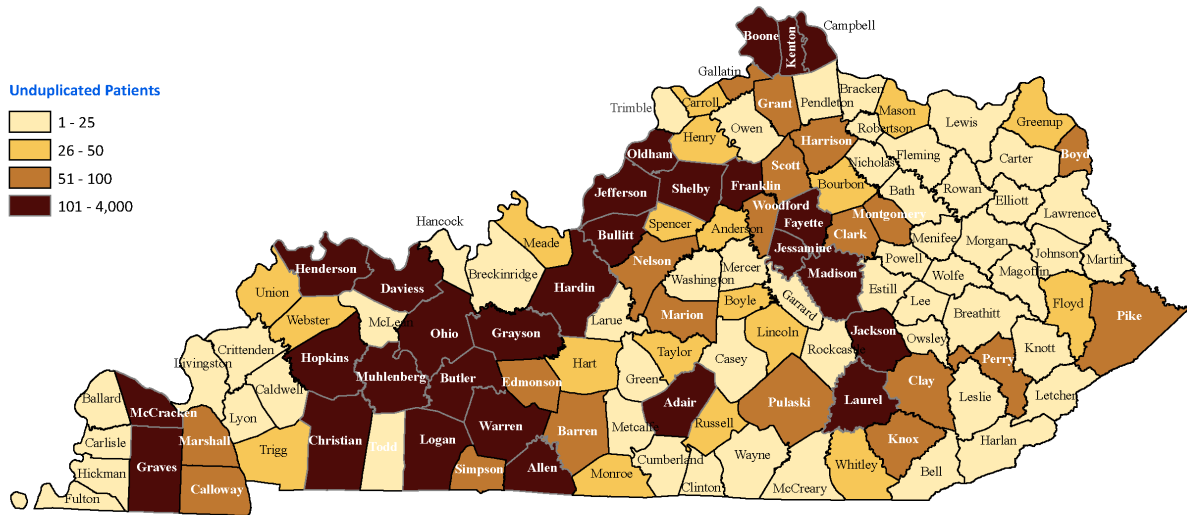 Unduplicated Patients
1 - 25
26 - 50
51 - 100
101 - 4,000
Boone
Kenton
Campbell
Gallatin
Grant
Pendleton
Bracken
Trimble
Carroll
Owen
Mason
Robertson
Lewis
Greenup
Henry
Harrison
Nicholas
Fleming
Carter
Boyd
Oldham
Scott
Bourbon
Bath
Rowan
Elliott
Lawrence
Jefferson
Shelby
Franklin
Woodford
Fayette
Montgomery
Clark
Menifee
Morgan
Johnson
Martin
Hancock
Meade
Bullitt
Spencer
Anderson
Jessamine
Powell
Magoffin
Breckinridge
Nelson
Washington
Mercer
Madison
Estill
Wolfe
Lee
Floyd
Pike
Henderson
Daviess
Union
Webster
McLean
Hardin
Larue
Marion
Boyle
Garrard
Lincoln
Rockcastle
Jackson
Owsley
Breathitt
Knott
Ohio
Grayson
Hart
Taylor
Green
Casey
Perry
Letcher
Hopkins
Muhlenberg
Butler
Edmonson
Adair
Pulaski
Laurel
Clay
Leslie
Livingston
Crittenden
Caldwell
Lyon
Ballard
McCracken
Carlisle
Marshall
Graves
Hickman
Fulton
Calloway
Trigg
Christian
Todd
Logan
Warren
Simpson
Allen
Barren
Metcalfe
Monroe
Cumberland
Clinton
Russell
Wayne
McCreary
Whitley
Knox
Bell
Harlan